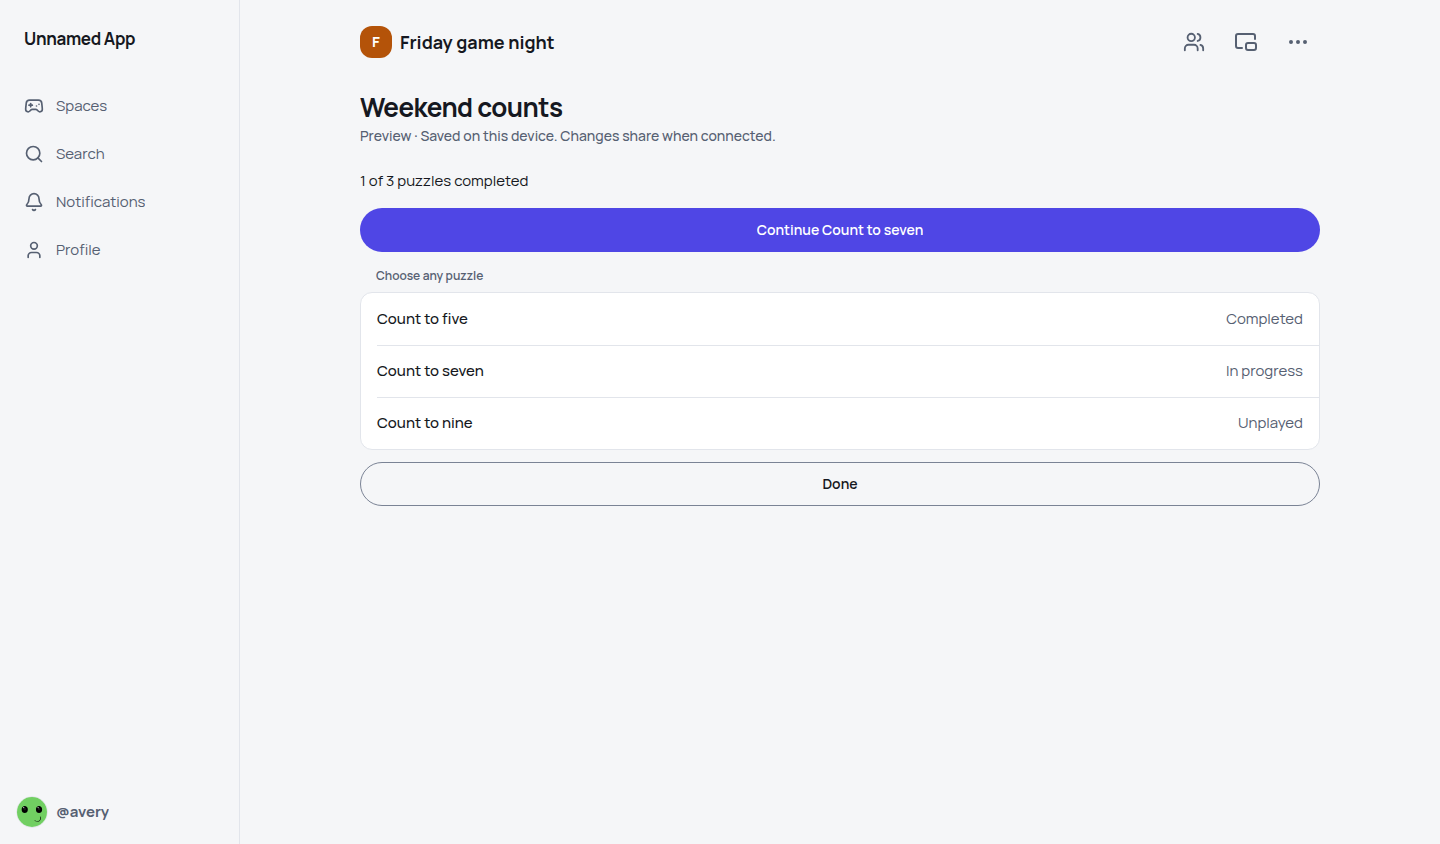 Unnamed App
Spaces
Search
Notifications
Profile
@avery
F
Friday game night
Weekend counts
Preview · Saved on this device. Changes share when connected.
1 of 3 puzzles completed
Continue Count to seven
Choose any puzzle
Count to five
Completed
Count to seven
In progress
Count to nine
Unplayed
Done